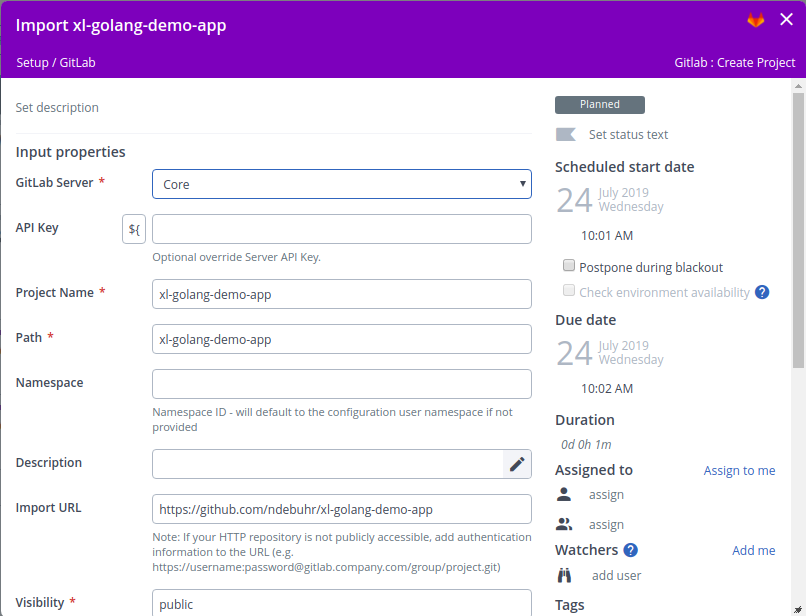 Import xl-golang-demo-app
Setup / GitLab
Gitlab : Create Project
Set description
Input properties
GitLab Server *
Core
API Key
${
Optional override Server API Key.
Project Name *
xl-golang-demo-app
Path *
xl-golang-demo-app
Namespace
Namespace ID - will default to the configuration user namespace if not
provided
Description
Import URL
https://github.com/ndebuhr/xl-golang-demo-app
Note: If your HTTP repository is not publicly accessible, add authentication
information to the URL (e.g.
https://username:password@gitlab.company.com/group/project.git)
Visibility *
public
Planned
Set status text
Scheduled start date
24
July 2019
Wednesday
10:01 AM
Postpone during blackout
Check environment availability ?
Due date
24
July 2019
Wednesday
10:02 AM
Duration
0d 0h 1m
Assigned to
Assign to me
assign
assign
Watchers ?
Add me
add user
Tags